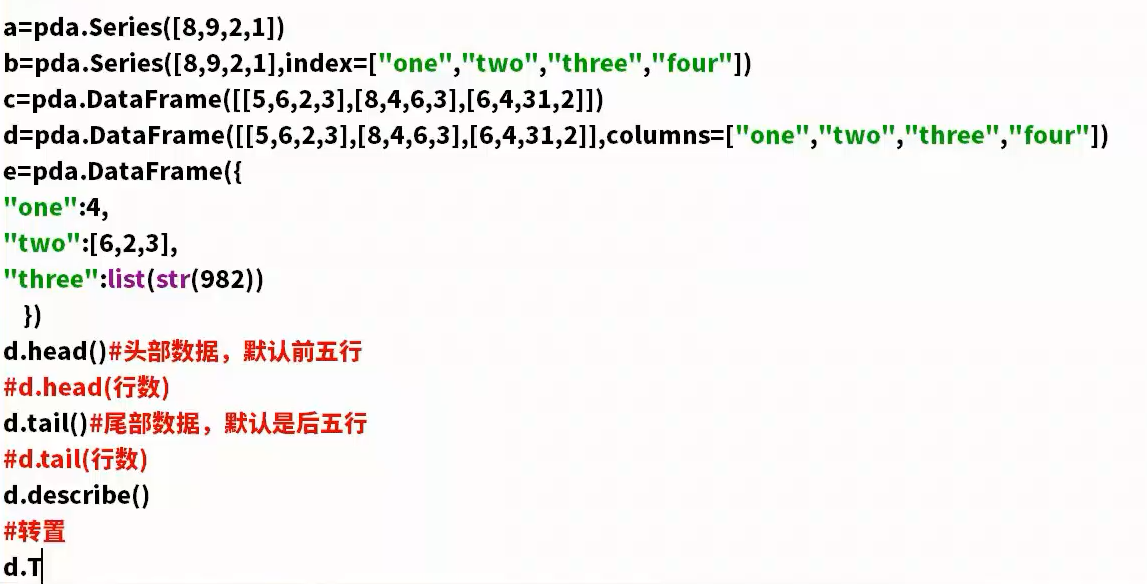 a=pda.Series([8,9,2,1])
b=pda.Series([8,9,2,1],index=["one","two","three","four"])
c=pda.DataFrame([[5,6,2,3],[8,4,6,3],[6,4,31,2]])
d=pda.DataFrame([[5,6,2,3],[8,4,6,3],[6,4,31,2]],columns=["one","two","three","four"])
e=pda.DataFrame({
"one":4,
"two":[6,2,3],
"three":list(str(982))
})
d.head()#头部数据，默认前五行
#d.head(行数)
d.tail()#尾部数据，默认是后五行
#d.tail(行数)
d.describe()
#转置
d.T